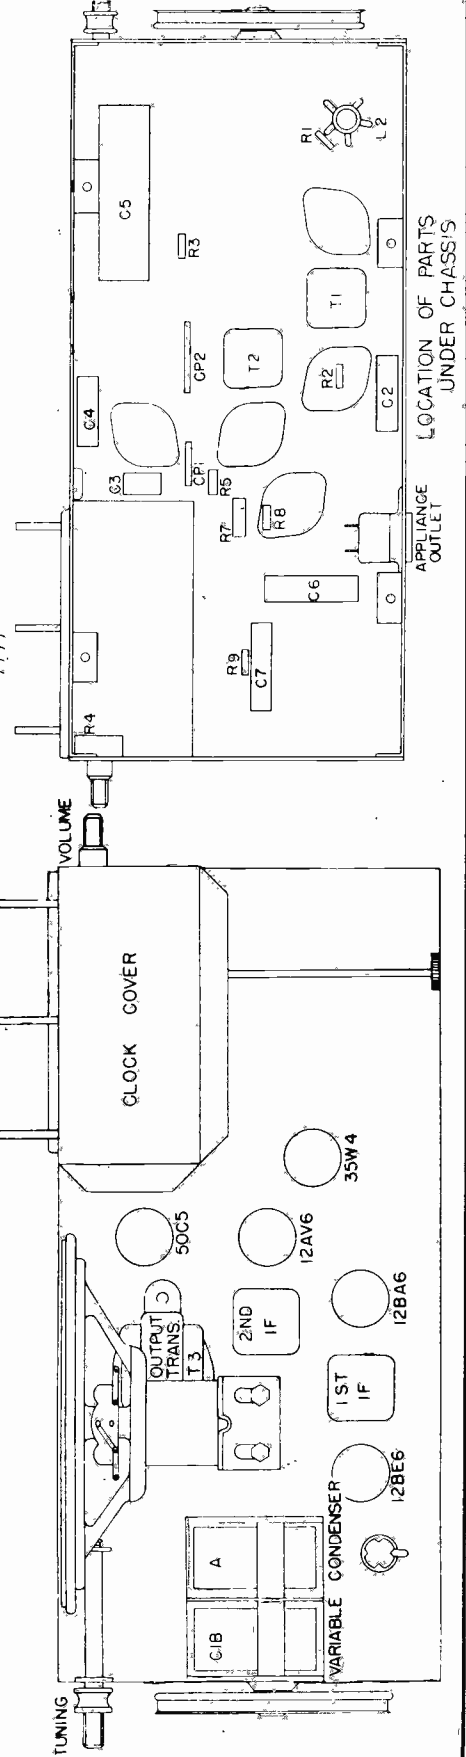 C5
R1
L2
R3
T1
CP2
T2
R2
C2
C4
C3
CP1
R5
R7
R8
C6
R9
C7
R4
APPLIANCE
OUTLET
LOCATION OF PARTS
UNDER CHASSIS
VOLUME
CLOCK COVER
35W4
50C5
12AV6
OUTPUT
TRANS.
T3
2ND
IF
12BA6
1ST
IF
12BE6
A
C1B
VARIABLE CONDENSER
TUNING